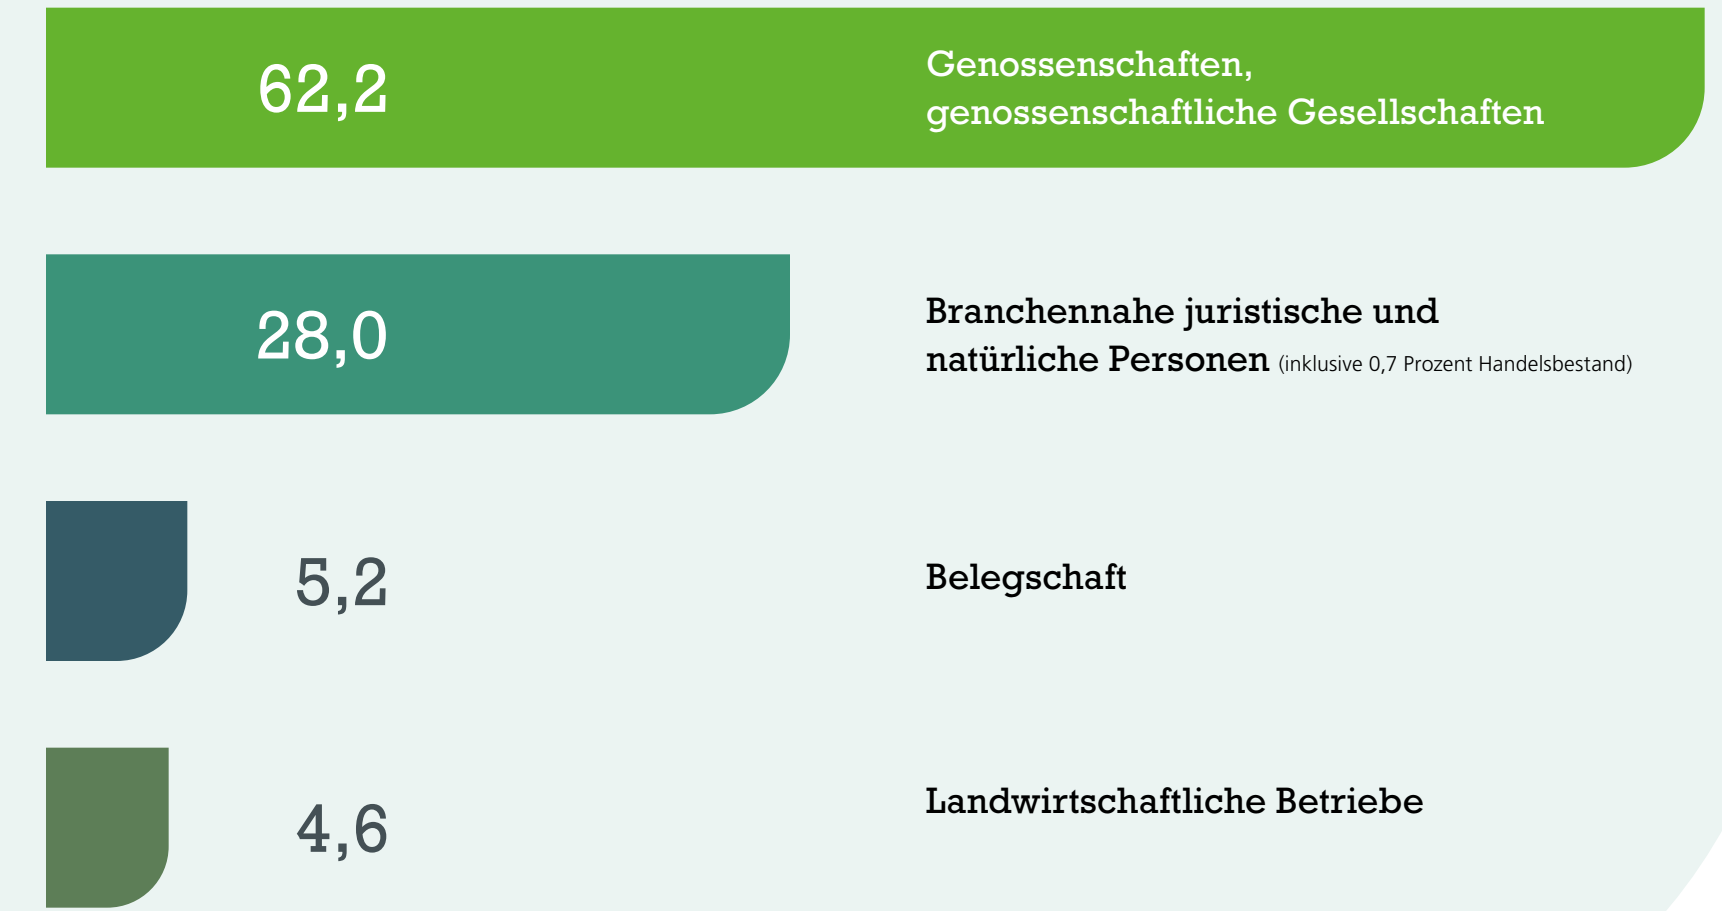 62,2
Genossenschaften,
genossenschaftliche Gesellschaften
28,0
Branchennahe juristische und
natürliche Personen (inklusive 0,7 Prozent Handelsbestand)
5,2
Belegschaft
4,6
Landwirtschaftliche Betriebe